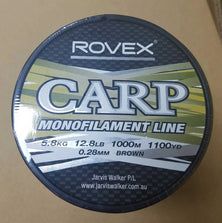 ROVEX
CARP
MONOFILAMENT LINE
5.8KG 12.8LB 1000M 1100YD
0.28MM BROWN
Jarvis Walker P/L
www.jarviswalker.com.au